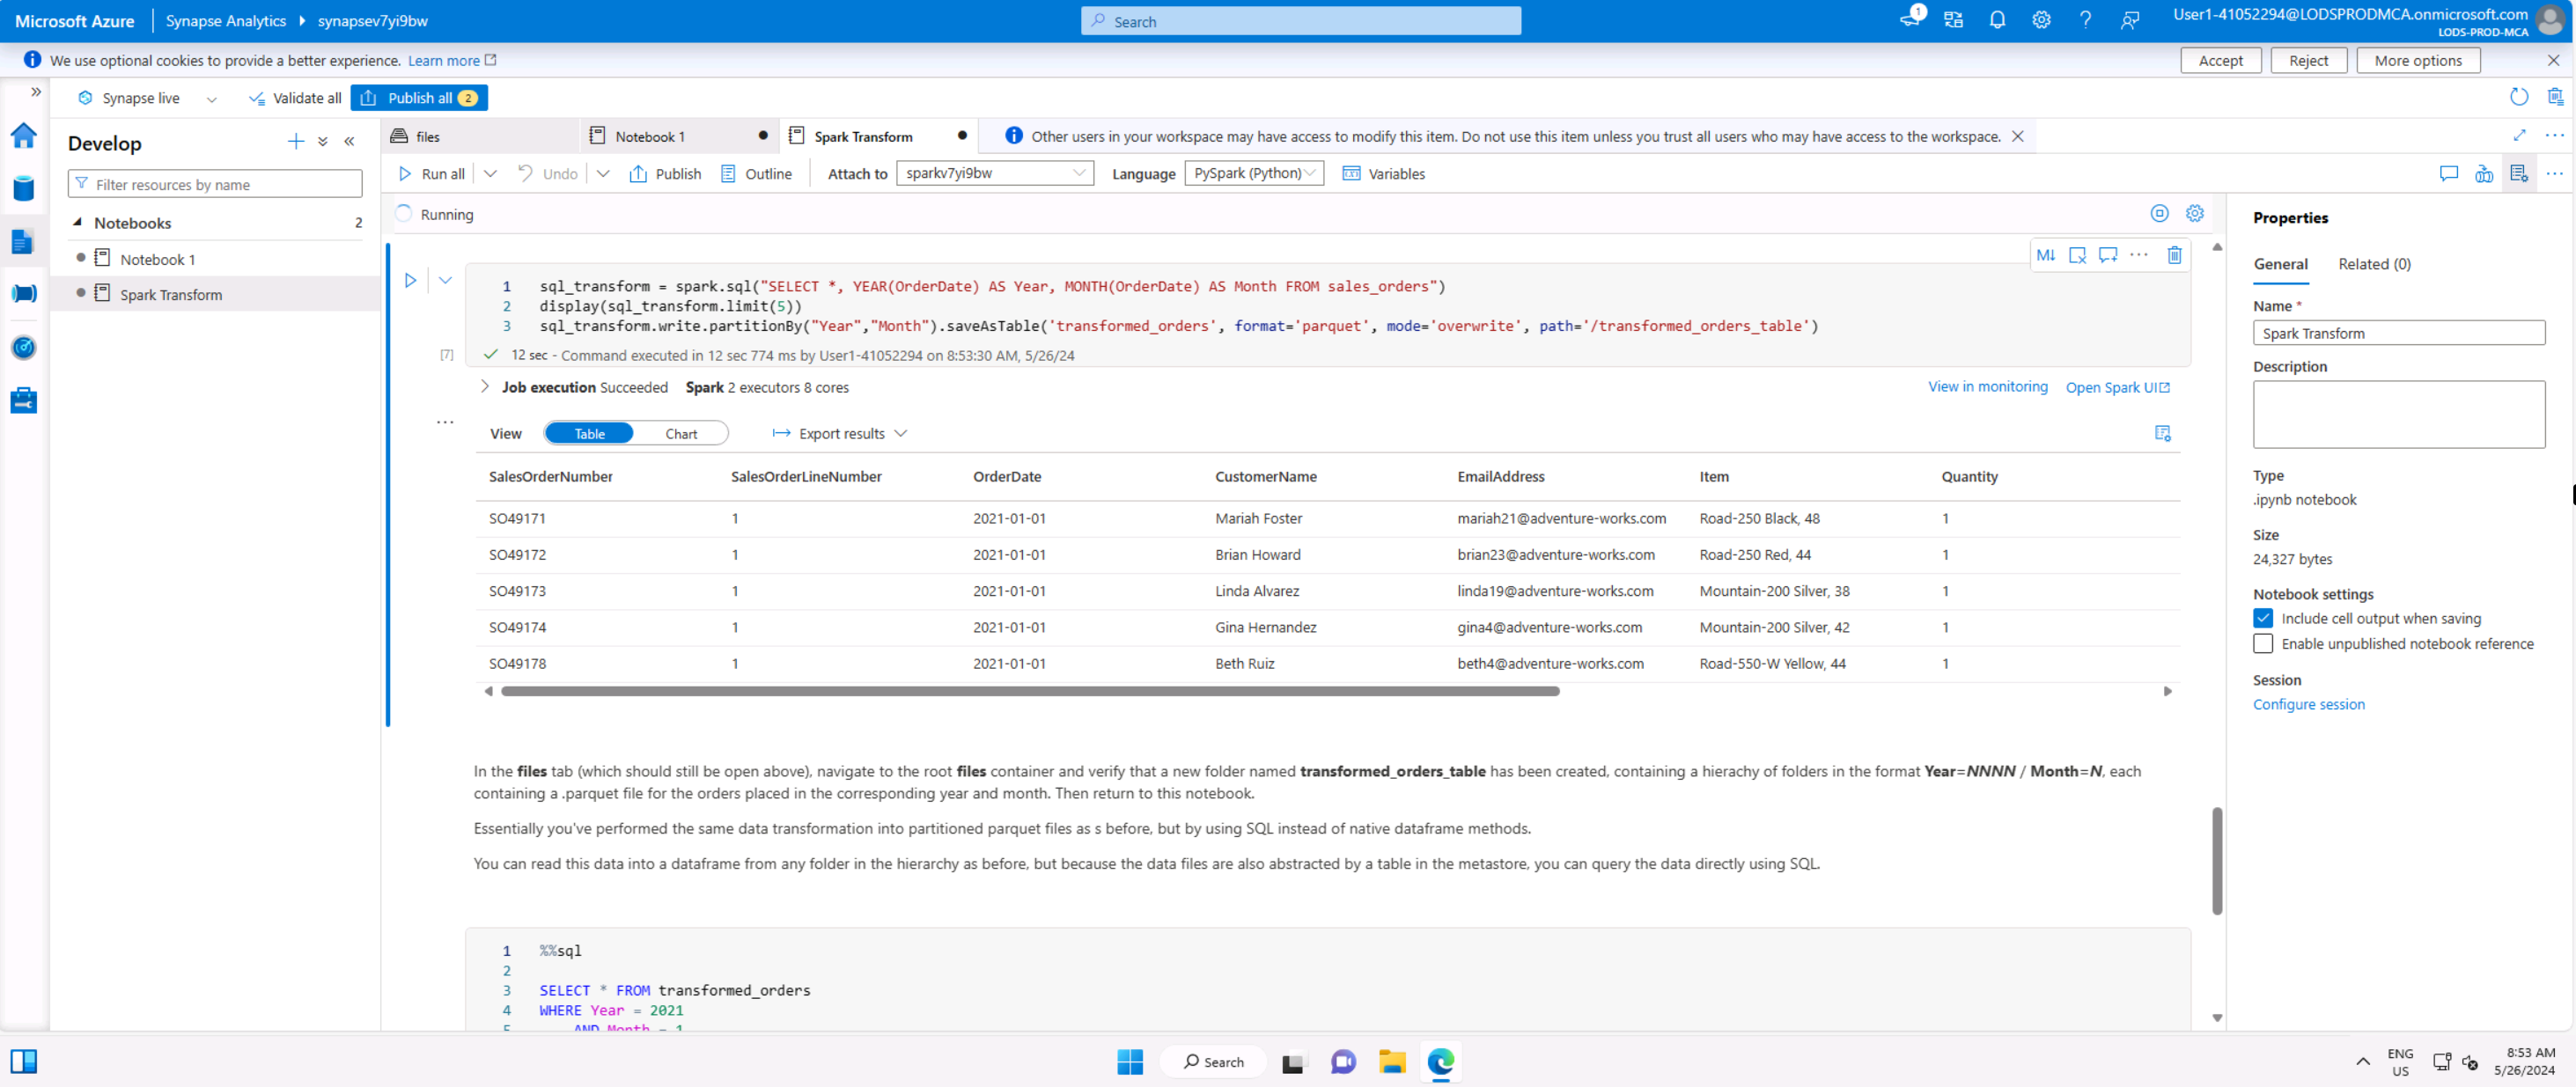 Microsoft Azure Synapse Analytics synapsev7yi9bw Search 1 User1-41052294@LODSPRODMCA.onmicrosoft.com
LODS-PROD-MCA
We use optional cookies to provide a better experience. Learn more Accept Reject More options
Synapse live Validate all Publish all 2
Develop
files Notebook 1 Spark Transform Other users in your workspace may have access to modify this item. Do not use this item unless you trust all users who may have access to the workspace.
Filter resources by name
Run all Undo Publish Outline Attach to sparkv7yi9bw Language PySpark (Python) Variables
Notebooks 2
Notebook 1
Spark Transform
Running
1 sql_transform = spark.sql("SELECT *, YEAR(OrderDate) AS Year, MONTH(OrderDate) AS Month FROM sales_orders")
2 display(sql_transform.limit(5))
3 sql_transform.write.partitionBy("Year","Month").saveAsTable('transformed_orders', format='parquet', mode='overwrite', path='/transformed_orders_table')
[7] 12 sec - Command executed in 12 sec 774 ms by User1-41052294 on 8:53:30 AM, 5/26/24
Job execution Succeeded Spark 2 executors 8 cores View in monitoring Open Spark UI
View Table Chart Export results
SalesOrderNumber SalesOrderLineNumber OrderDate CustomerName EmailAddress Item Quantity
SO49171 1 2021-01-01 Mariah Foster mariah21@adventure-works.com Road-250 Black, 48 1
SO49172 1 2021-01-01 Brian Howard brian23@adventure-works.com Road-250 Red, 44 1
SO49173 1 2021-01-01 Linda Alvarez linda19@adventure-works.com Mountain-200 Silver, 38 1
SO49174 1 2021-01-01 Gina Hernandez gina4@adventure-works.com Mountain-200 Silver, 42 1
SO49178 1 2021-01-01 Beth Ruiz beth4@adventure-works.com Road-550-W Yellow, 44 1
In the files tab (which should still be open above), navigate to the root files container and verify that a new folder named transformed_orders_table has been created, containing a hierachy of folders in the format Year=NNNN / Month=N, each
containing a .parquet file for the orders placed in the corresponding year and month. Then return to this notebook.
Essentially you've performed the same data transformation into partitioned parquet files as s before, but by using SQL instead of native dataframe methods.
You can read this data into a dataframe from any folder in the hierarchy as before, but because the data files are also abstracted by a table in the metastore, you can query the data directly using SQL.
1 %%sql
2
3 SELECT * FROM transformed_orders
4 WHERE Year = 2021
5 AND Month = 1
M↓
Properties
General Related (0)
Name *
Spark Transform
Description
Type
.ipynb notebook
Size
24,327 bytes
Notebook settings
Include cell output when saving
Enable unpublished notebook reference
Session
Configure session
Search
ENG
US
8:53 AM
5/26/2024